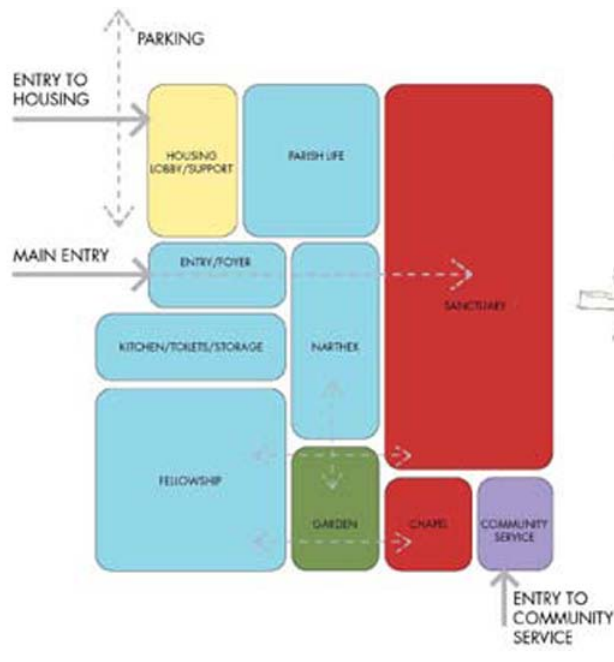 PARKING
ENTRY TO
HOUSING
HOUSING
LOBBY/SUPPORT
PARISH LIFE
MAIN ENTRY
ENTRY/FOYER
SANCTUARY
KITCHEN/TOILETS/STORAGE
NARTHEX
FELLOWSHIP
GARDEN
CHAPEL
COMMUNITY
SERVICE
ENTRY TO
COMMUNITY
SERVICE